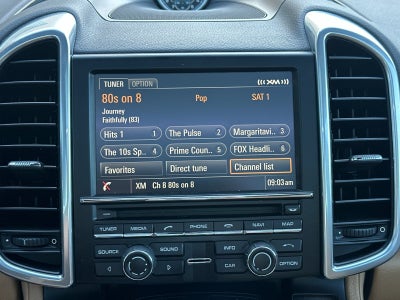 TUNER OPTION ((( XM )))
80s on 8 Pop SAT 1
Journey
Faithfully (83)
Hits 1 1 The Pulse 2 Margaritavi.. 3
The 10s Sp.. 4 Prime Coun.. 5 FOX Headli.. 6
Favorites Direct tune Channel list
XM Ch 8 80s on 8 09:03am
TUNER MEDIA PHONE NAVI MAP
SOURCE SOUND INFO
CAR OPTION